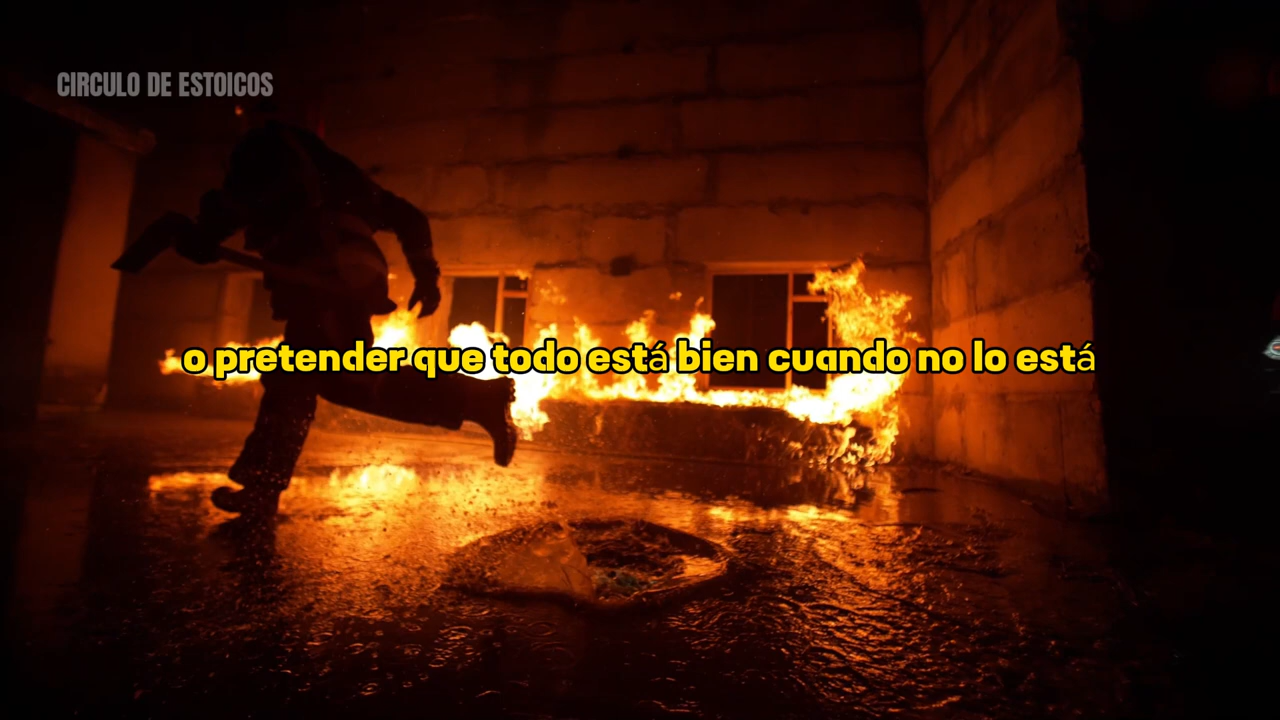 CIRCULO DE ESTOICOS
o pretender que todo está bien cuando no lo está